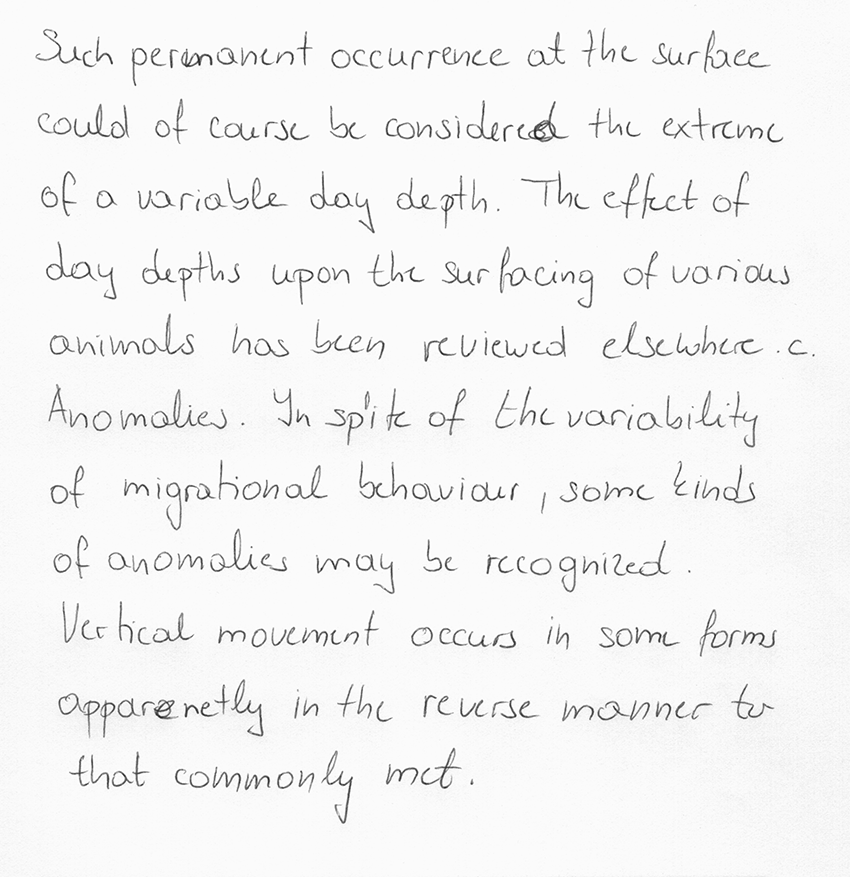 Such permanent occurrence at the surface
could of course be considered the extreme
of a variable day depth. The effect of
day depths upon the surfacing of various
animals has been reviewed elsewhere. c.
Anomalies. In spite of the variability
of migrational behaviour, some kinds
of anomalies may be recognized.
Vertical movement occurs in some forms
apparenetly in the reverse manner to
that commonly met.